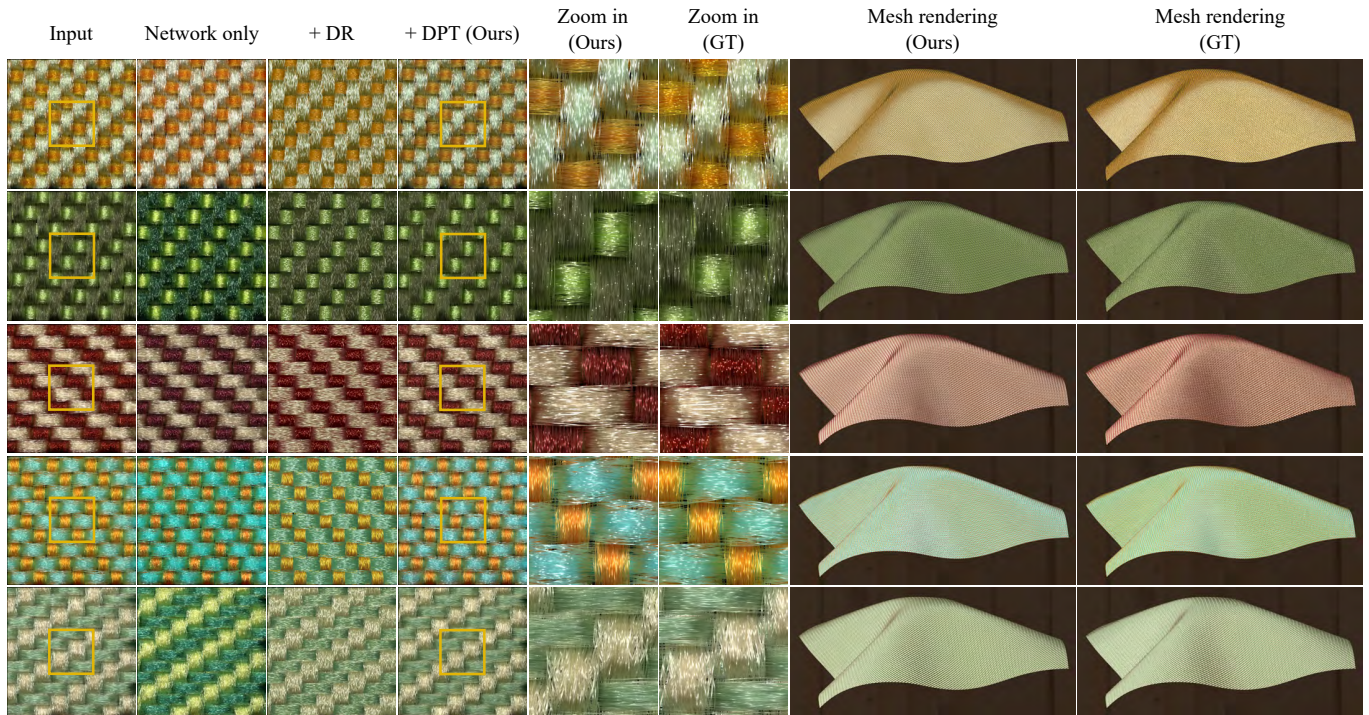 Input
Network only
+ DR
+ DPT (Ours)
Zoom in
(Ours)
Zoom in
(GT)
Mesh rendering
(Ours)
Mesh rendering
(GT)